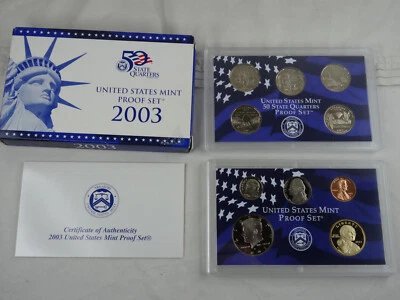 50
STATE
QUARTERS
UNITED STATES MINT
PROOF SET
2003
2003
UNITED STATES MINT
50 STATE QUARTERS
PROOF SET
Certificate of Authenticity
2003 United States Mint Proof Set®
UNITED STATES MINT
PROOF SET